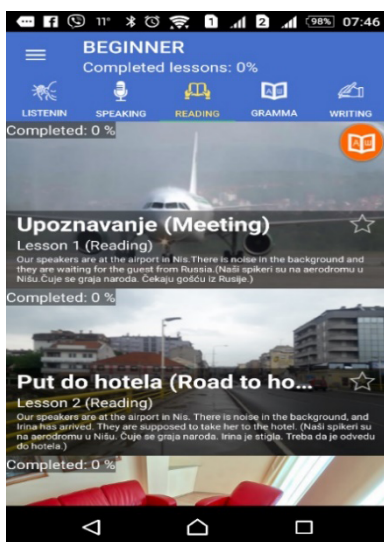 11° 1 2 98% 07:46
BEGINNER
Completed lessons: 0%
LISTENIN SPEAKING READING GRAMMA WRITING
Completed: 0 %
Upoznavanje (Meeting)
Lesson 1 (Reading)
Our speakers are at the airport in Nis.There is noise in the background and
they are waiting for the guest from Russia.(Naši spikeri su na aerodromu u
Nišu.Čuje se graja naroda. Čekaju gošću iz Rusije.)
Completed: 0 %
Put do hotela (Road to ho...
Lesson 2 (Reading)
Our speakers are at the airport in Nis. There is noise in the background, and
Irina has arrived. They are supposed to take her to the hotel. (Naši spikeri su
na aerodromu u Nišu. Čuje se graja naroda. Irina je stigla. Treba da je odvedu
do hotela.)
Completed: 0 %